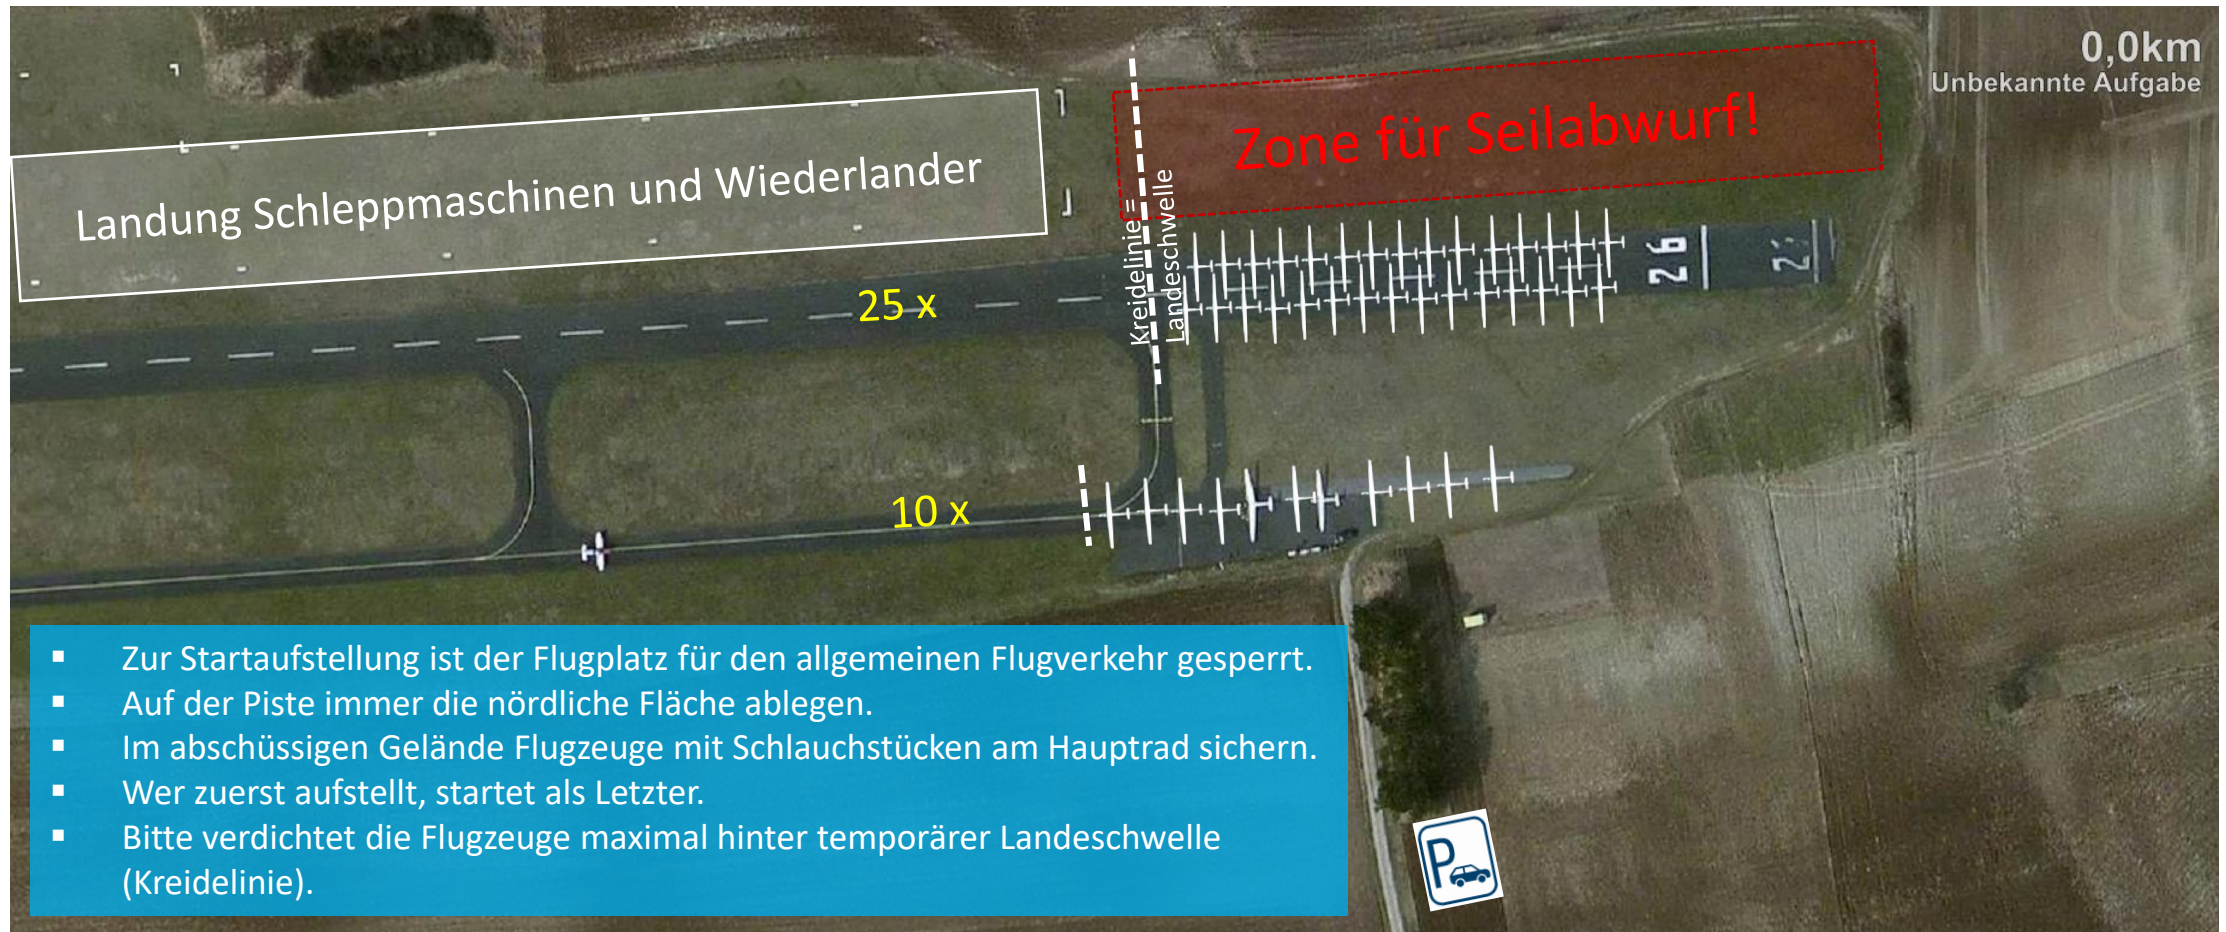 0,0km
Unbekannte Aufgabe
Zone für Seilabwurf!
Landung Schleppmaschinen und Wiederlander
Kreidelinie =
Landeschwelle
26
25 x
10 x
▪ Zur Startaufstellung ist der Flugplatz für den allgemeinen Flugverkehr gesperrt.
▪ Auf der Piste immer die nördliche Fläche ablegen.
▪ Im abschüssigen Gelände Flugzeuge mit Schlauchstücken am Hauptrad sichern.
▪ Wer zuerst aufstellt, startet als Letzter.
▪ Bitte verdichtet die Flugzeuge maximal hinter temporärer Landeschwelle
(Kreidelinie).
P